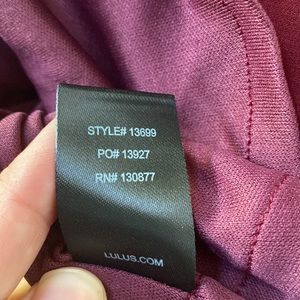 STYLE# 13699
PO# 13927
RN# 130877
LULUS.COM